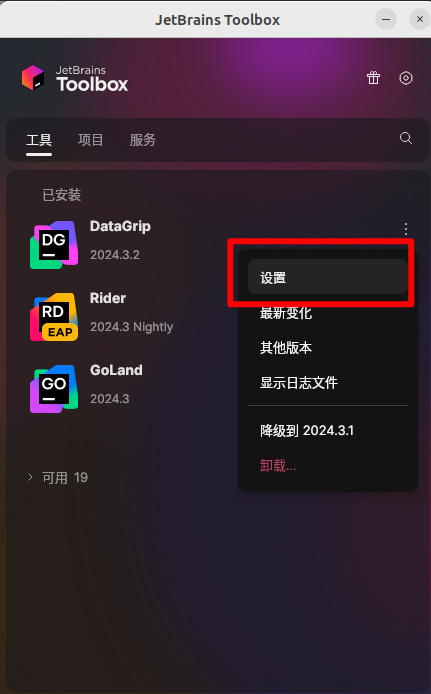 JetBrains Toolbox
JetBrains
Toolbox
工具 项目 服务
已安装
DG
DataGrip
2024.3.2
设置
RD
EAP
Rider
2024.3 Nightly
最新变化
其他版本
GO
GoLand
2024.3
显示日志文件
降级到 2024.3.1
卸载...
可用 19